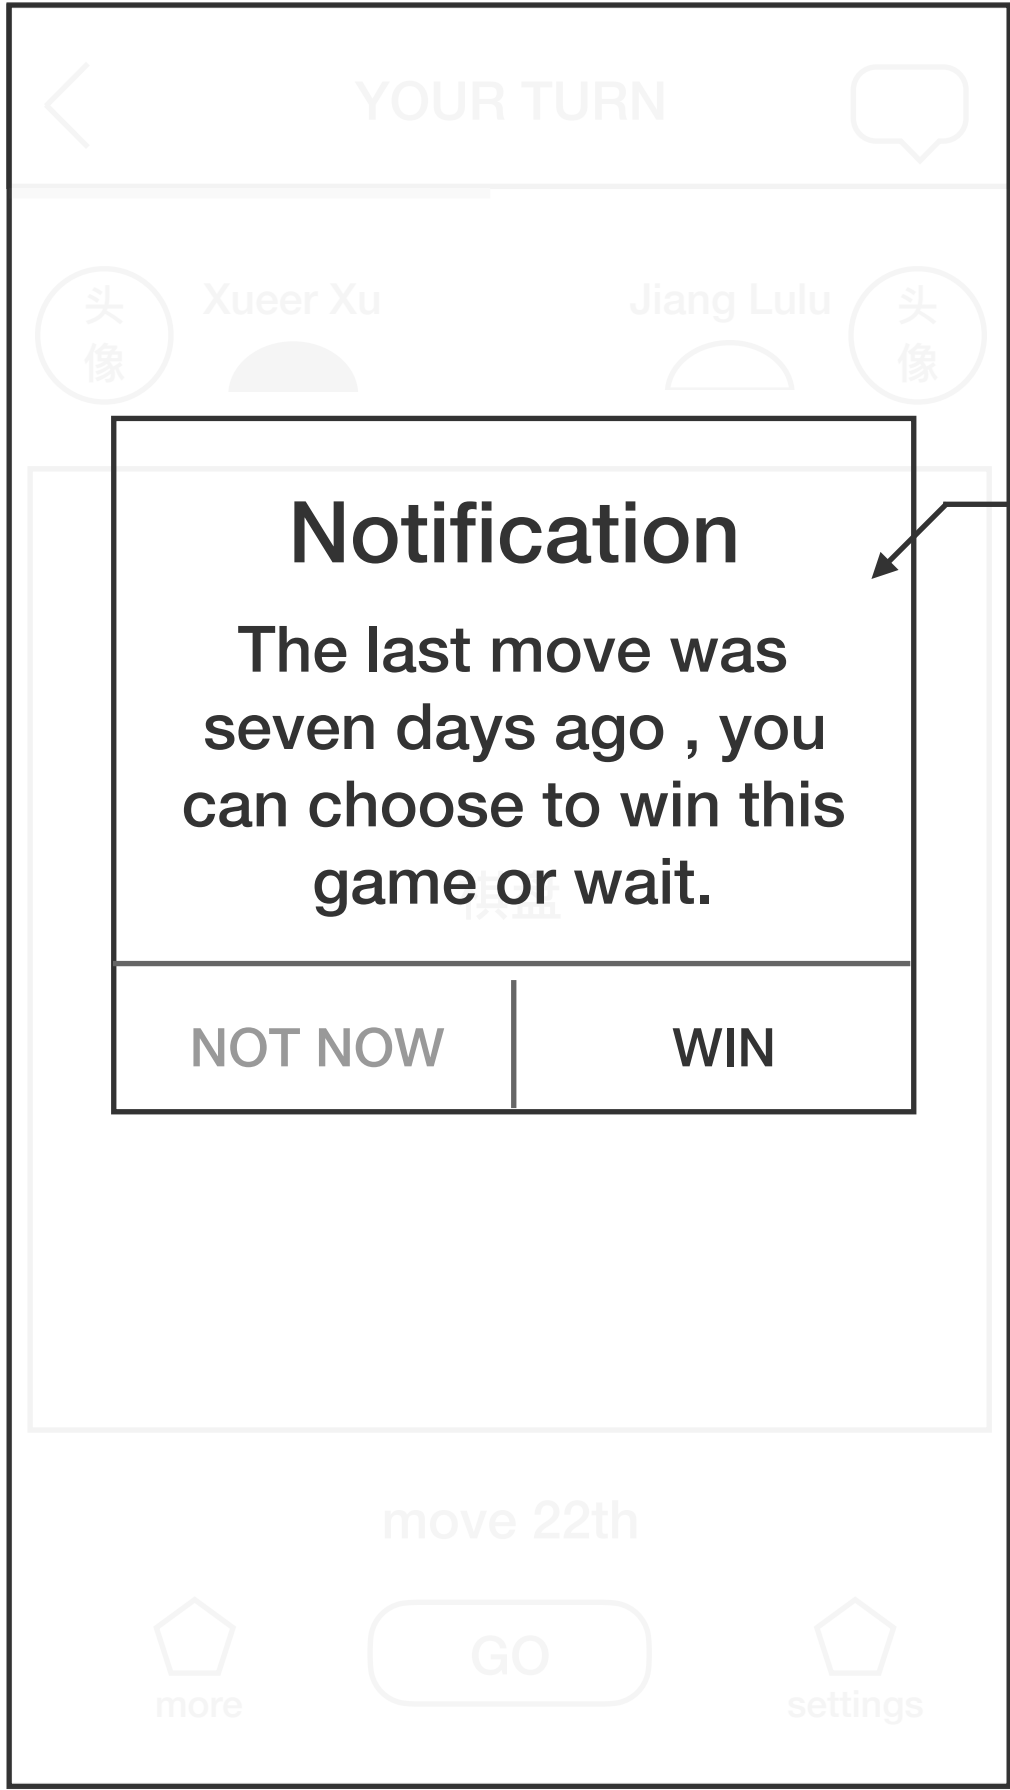 YOUR TURN
头
像
Xueer Xu
Jiang Lulu
头
像
Notification
The last move was
seven days ago , you
can choose to win this
game or wait.
棋盘
NOT NOW
WIN
move 22th
GO
more
settings